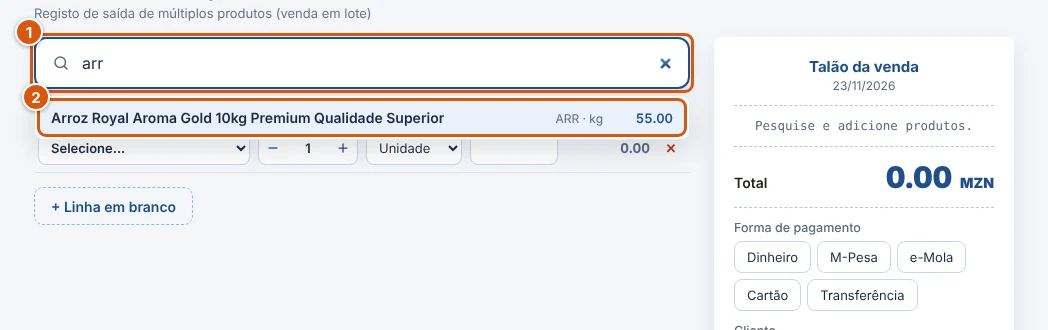 Registo de saída de múltiplos produtos (venda em lote)
1
arr
2
Arroz Royal Aroma Gold 10kg Premium Qualidade Superior ARR · kg 55.00
Selecione... − 1 + Unidade 0.00 ×
+ Linha em branco
Talão da venda
23/11/2026
Pesquise e adicione produtos.
Total 0.00 MZN
Forma de pagamento
Dinheiro M-Pesa e-Mola
Cartão Transferência